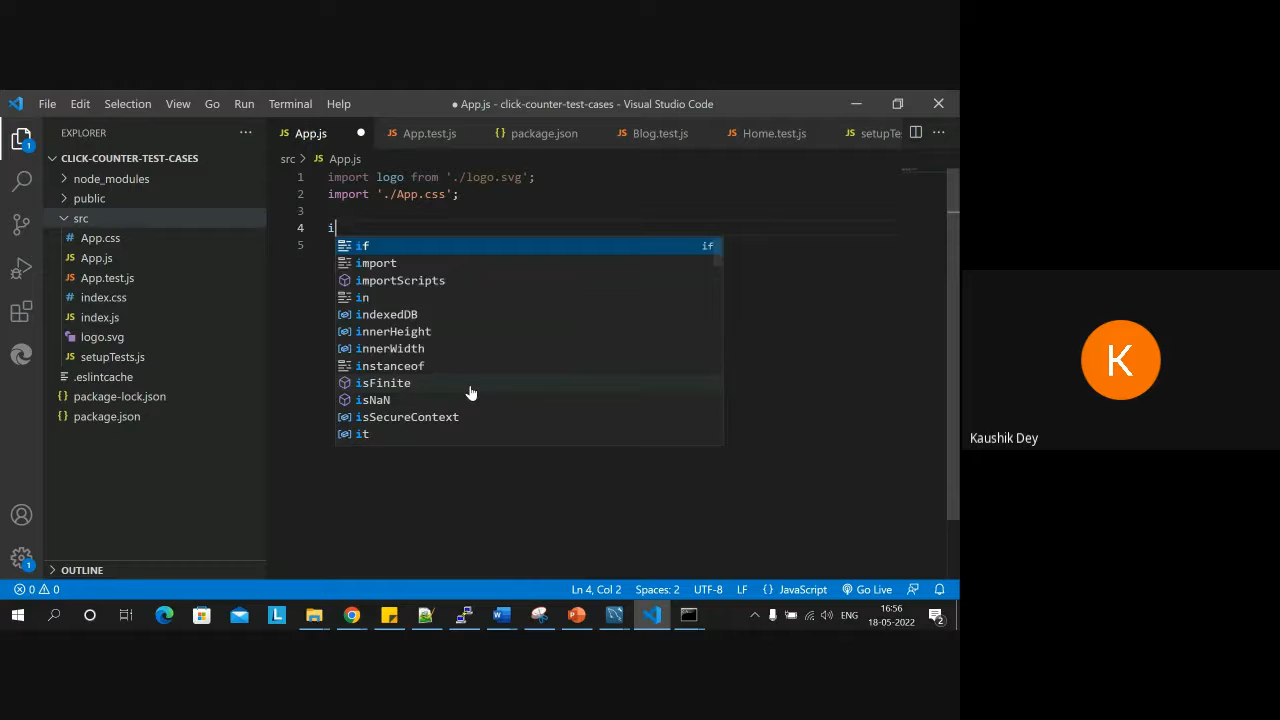 File Edit Selection View Go Run Terminal Help
● App.js - click-counter-test-cases - Visual Studio Code
EXPLORER
JS App.js
App.test.js
{} package.json
JS Blog.test.js
JS Home.test.js
JS setupTe
1
CLICK-COUNTER-TEST-CASES
node_modules
public
src
# App.css
JS App.js
JS App.test.js
# index.css
JS index.js
logo.svg
JS setupTests.js
.eslintcache
{} package-lock.json
{} package.json
OUTLINE
1
src > JS App.js
1 import logo from './logo.svg';
2 import './App.css';
3
4 i
5
if if
import
importScripts
in
indexedDB
innerHeight
innerWidth
instanceof
isFinite
isNaN
isSecureContext
it
0 0
Ln 4, Col 2 Spaces: 2 UTF-8 LF {} JavaScript Go Live
L
ENG
16:56
18-05-2022
2
K
Kaushik Dey